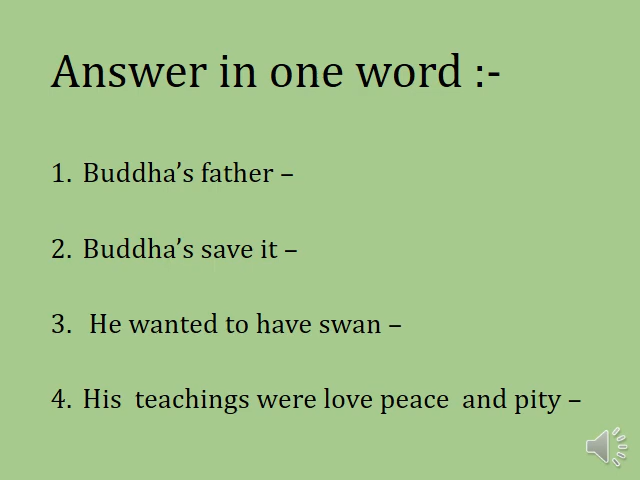 Answer in one word :-
1. Buddha’s father –
2. Buddha’s save it –
3. He wanted to have swan –
4. His teachings were love peace and pity –